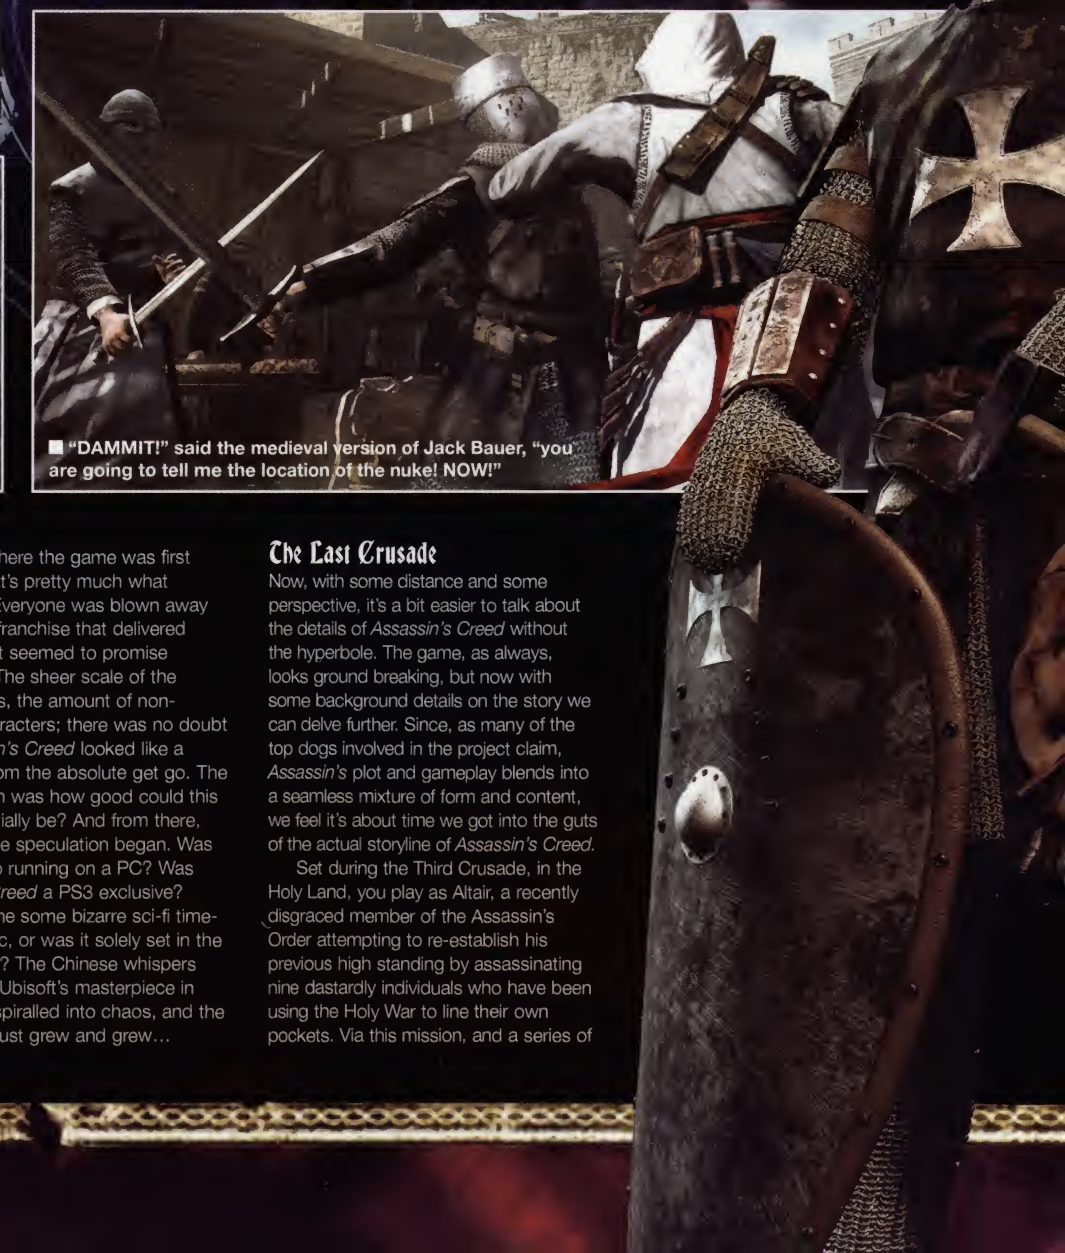 "DAMMIT!" said the medieval version of Jack Bauer, "you
are going to tell me the location of the nuke! NOW!"
here the game was first
t's pretty much what
Everyone was blown away
franchise that delivered
t seemed to promise
The sheer scale of the
s, the amount of non-
racters; there was no doubt
n's Creed looked like a
om the absolute get go. The
n was how good could this
ially be? And from there,
e speculation began. Was
o running on a PC? Was
reed a PS3 exclusive?
ne some bizarre sci-fi time-
c, or was it solely set in the
? The Chinese whispers
Ubisoft's masterpiece in
spiralled into chaos, and the
ust grew and grew...
The Last Crusade
Now, with some distance and some
perspective, it's a bit easier to talk about
the details of Assassin's Creed without
the hyperbole. The game, as always,
looks ground breaking, but now with
some background details on the story we
can delve further. Since, as many of the
top dogs involved in the project claim,
Assassin's plot and gameplay blends into
a seamless mixture of form and content,
we feel it's about time we got into the guts
of the actual storyline of Assassin's Creed.
Set during the Third Crusade, in the
Holy Land, you play as Altair, a recently
disgraced member of the Assassin's
Order attempting to re-establish his
previous high standing by assassinating
nine dastardly individuals who have been
using the Holy War to line their own
pockets. Via this mission, and a series of